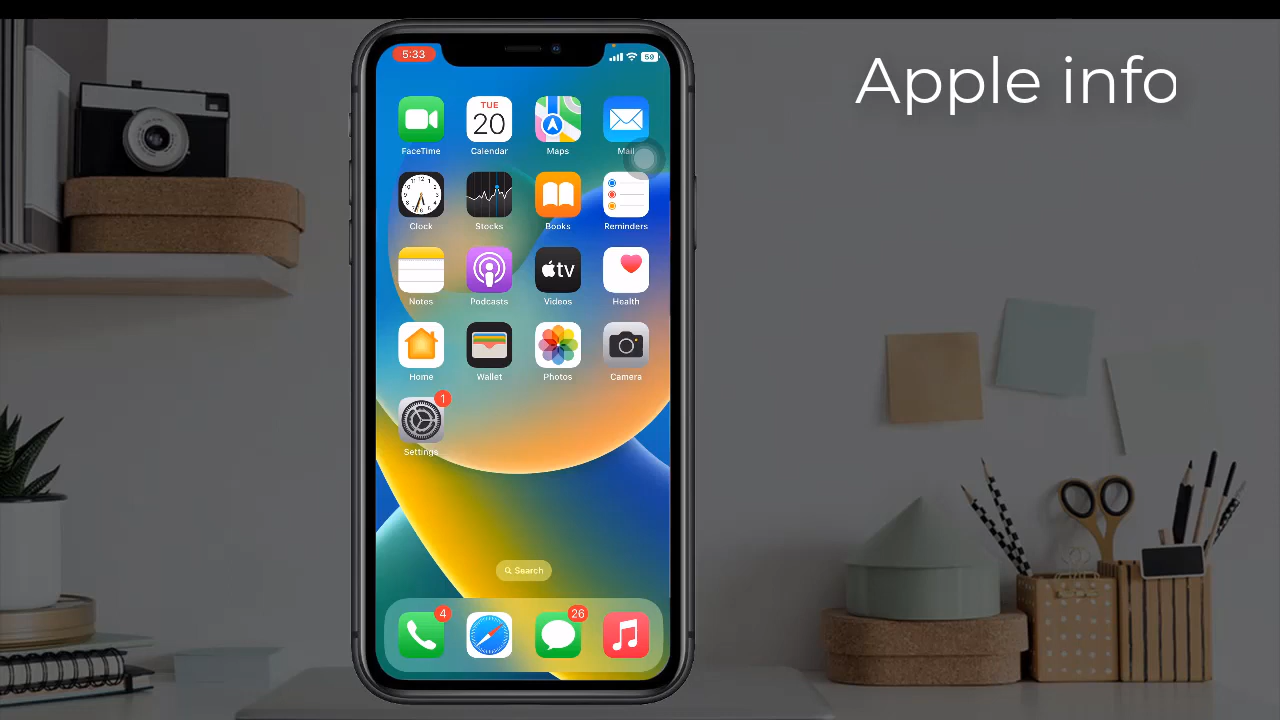 Apple info
5:33
59
TUE
20
FaceTime
Calendar
Maps
Mail
tv
Clock
Stocks
Books
Reminders
Notes
Podcasts
Videos
Health
Home
Wallet
Photos
Camera
1
Settings
Search
4
26